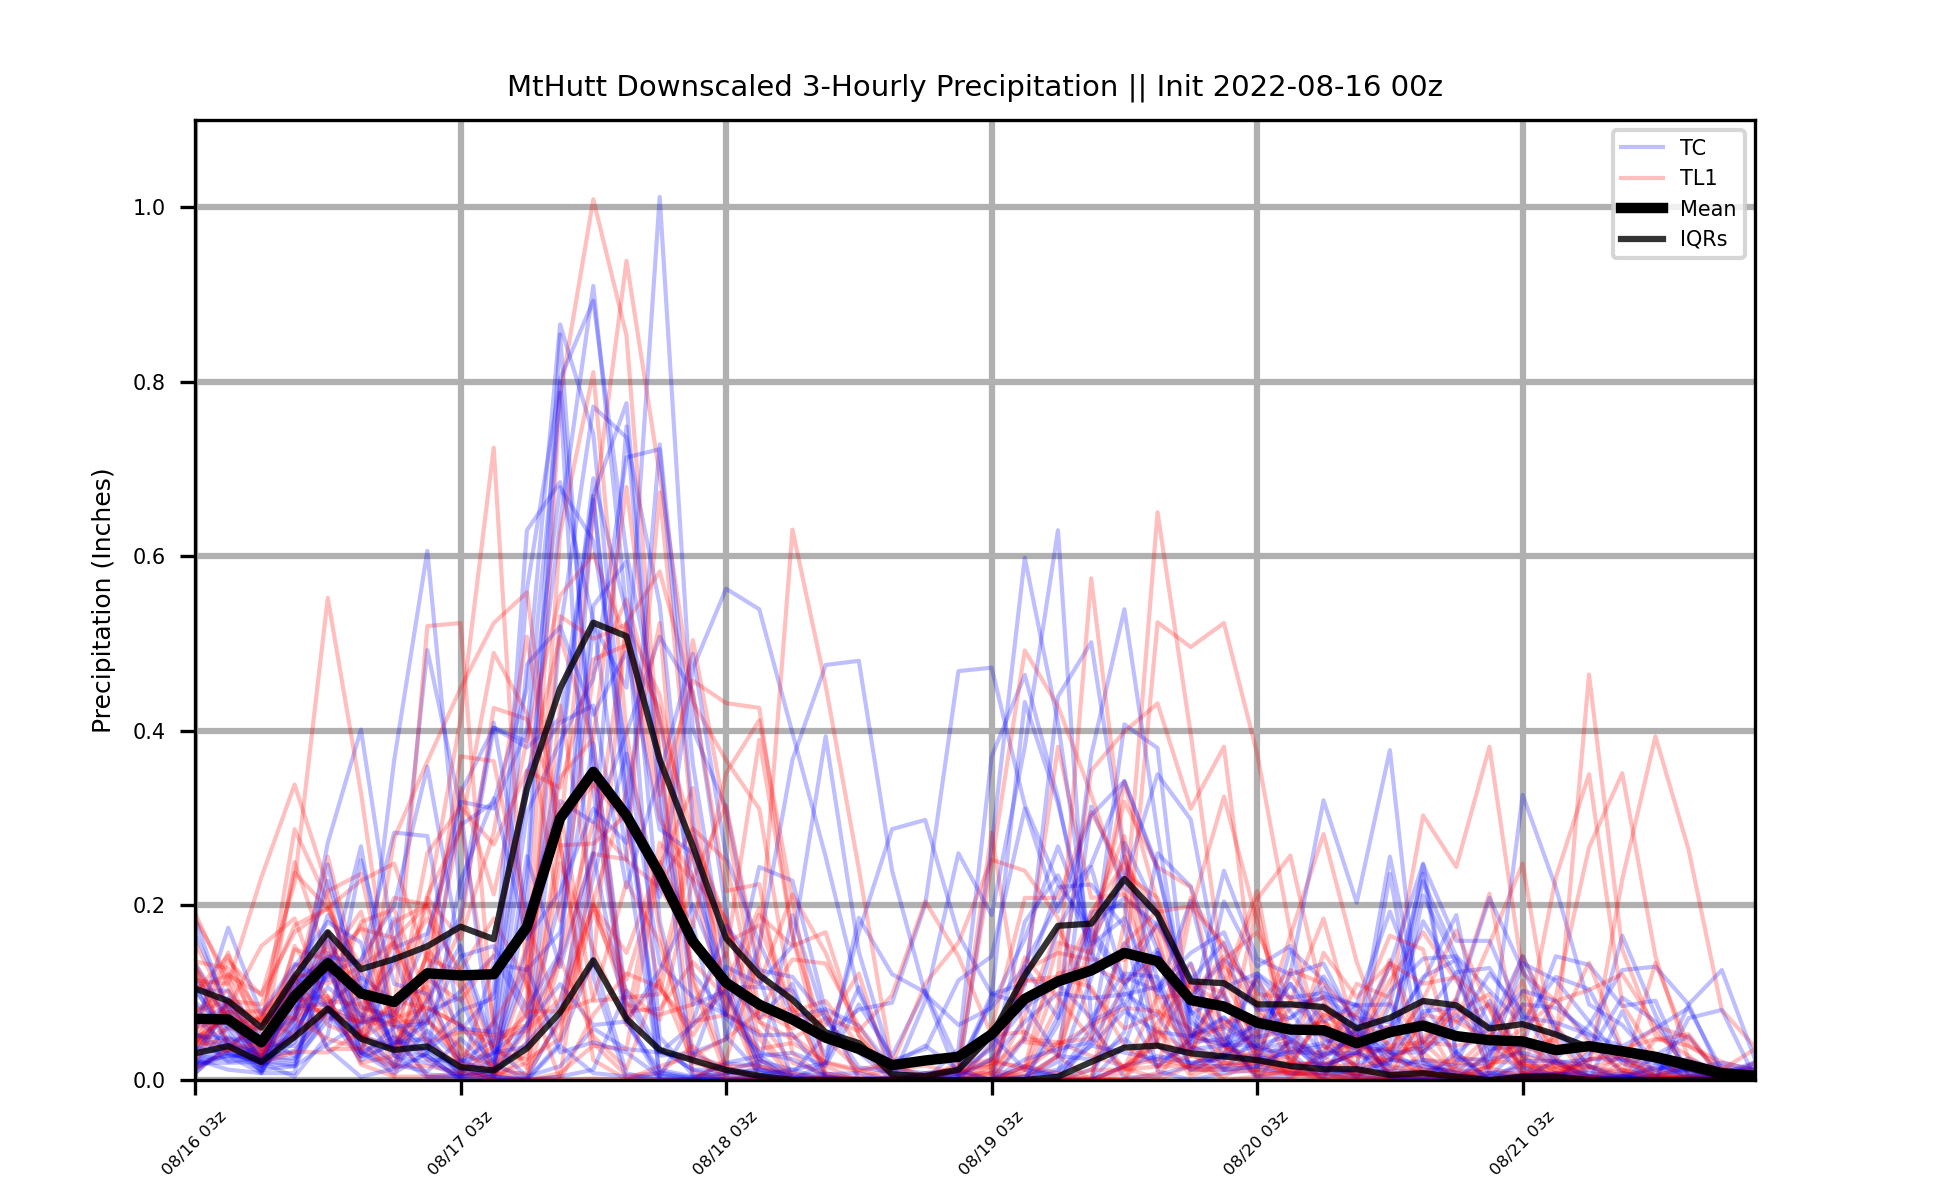 MtHutt Downscaled 3-Hourly Precipitation || Init 2022-08-16 00z
TC
TL1
Mean
IQRs
Precipitation (Inches)
1.0
0.8
0.6
0.4
0.2
0.0
08/16 03z
08/17 03z
08/18 03z
08/19 03z
08/20 03z
08/21 03z